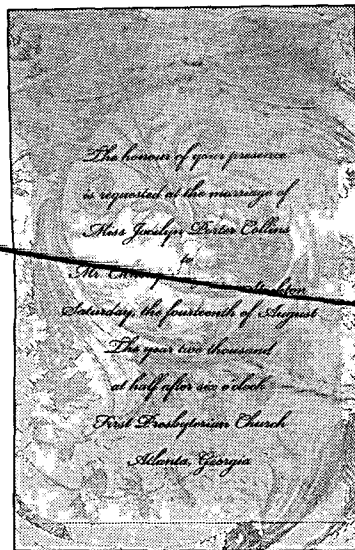 The honour of your presence
is requested at the marriage of
Miss Jocelyn Porter Collins
to
Mr.
Saturday, the fourteenth of August
The year two thousand
at half after six o'clock
First Presbyterian Church
Atlanta, Georgia